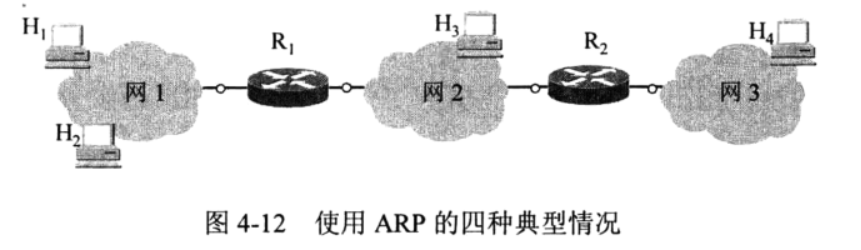 H₁
R₁
H₃
R₂
H₄
网 1
网 2
网 3
H₂
图 4-12 使用 ARP 的四种典型情况